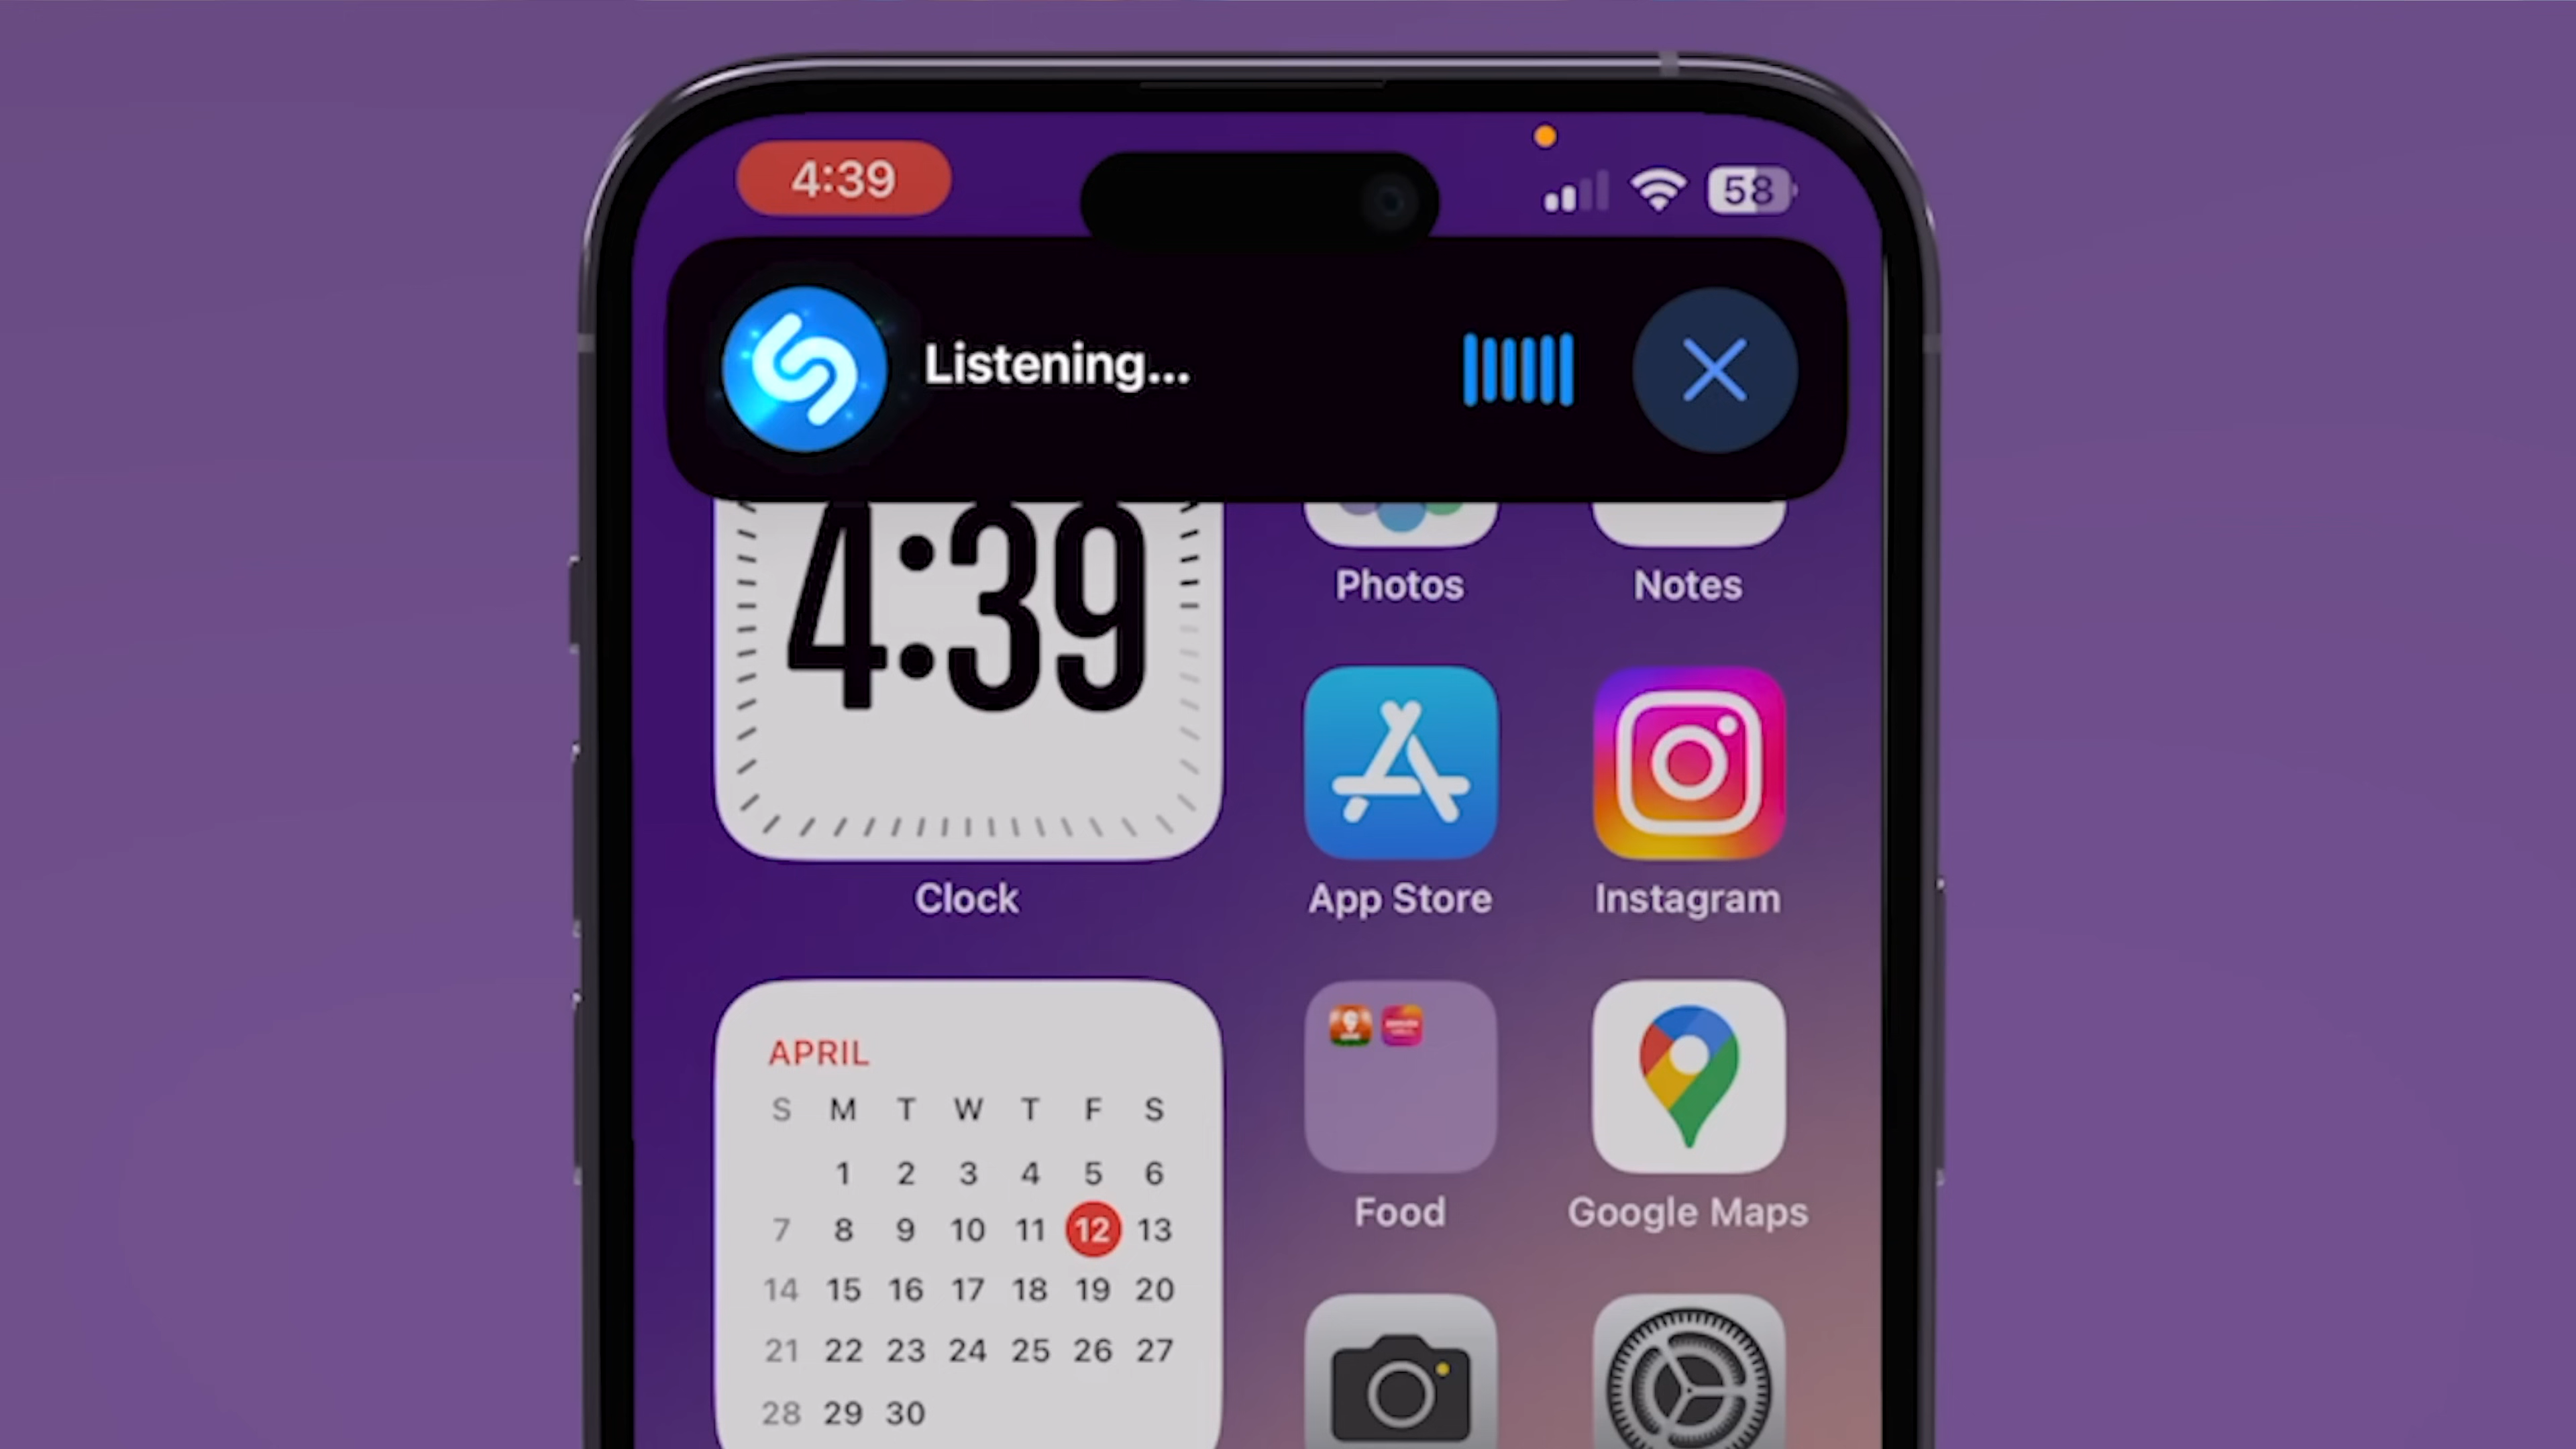 4:39
58
Listening...
4:39
Photos
Notes
App Store
Instagram
Clock
APRIL
S M T W T F S
1 2 3 4 5 6
7 8 9 10 11 12 13
14 15 16 17 18 19 20
21 22 23 24 25 26 27
28 29 30
Food
Google Maps